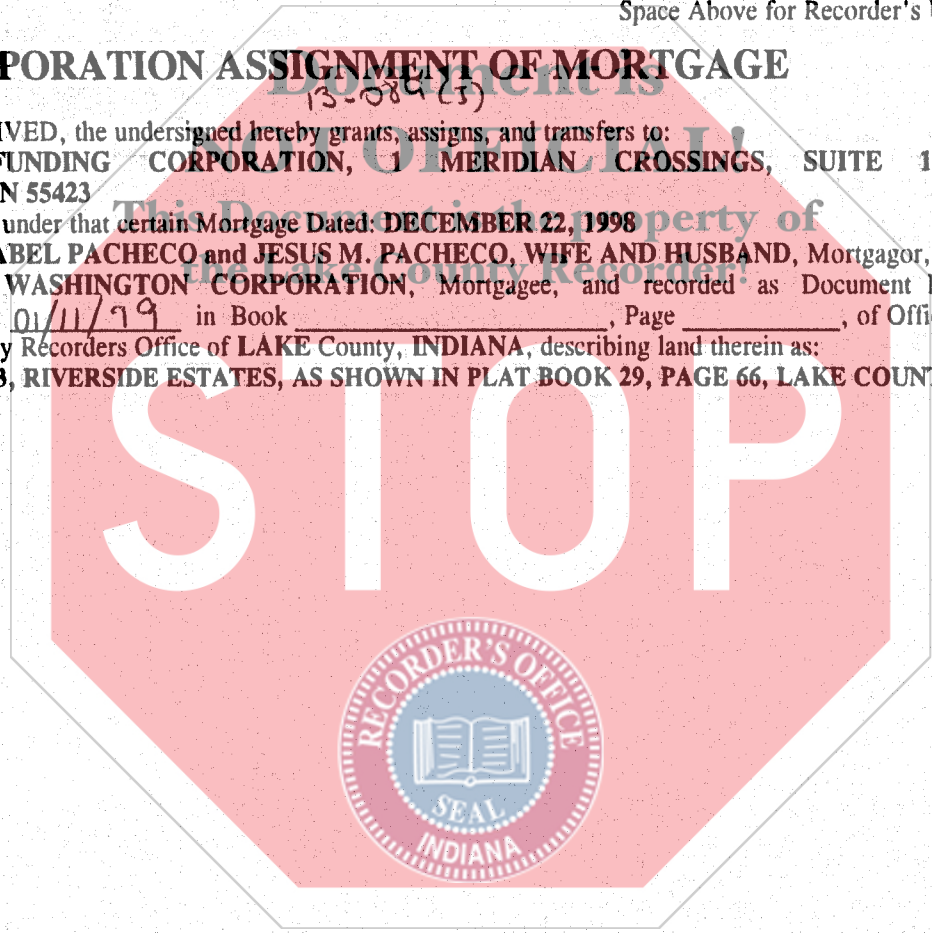 Space Above for Recorder's
PORATION ASSIGNMENT OF MORTGAGE
Document is
13-089 (J)
IVED, the undersigned hereby grants, assigns, and transfers to:
NOT OFFICIAL!
FUNDING CORPORATION, 1 MERIDIAN CROSSINGS, SUITE 1
N 55423
This Document is the property of
under that certain Mortgage Dated: DECEMBER 22, 1998
ABEL PACHECO and JESUS M. PACHECO, WIFE AND HUSBAND, Mortgagor,
the Lake County Recorder!
WASHINGTON CORPORATION, Mortgagee, and recorded as Document
01/11/99 in Book , Page , of Offi
y Recorders Office of LAKE County, INDIANA, describing land therein as:
3, RIVERSIDE ESTATES, AS SHOWN IN PLAT BOOK 29, PAGE 66, LAKE COUNT
STOP
RECORDER'S OFFICE
SEAL
INDIANA